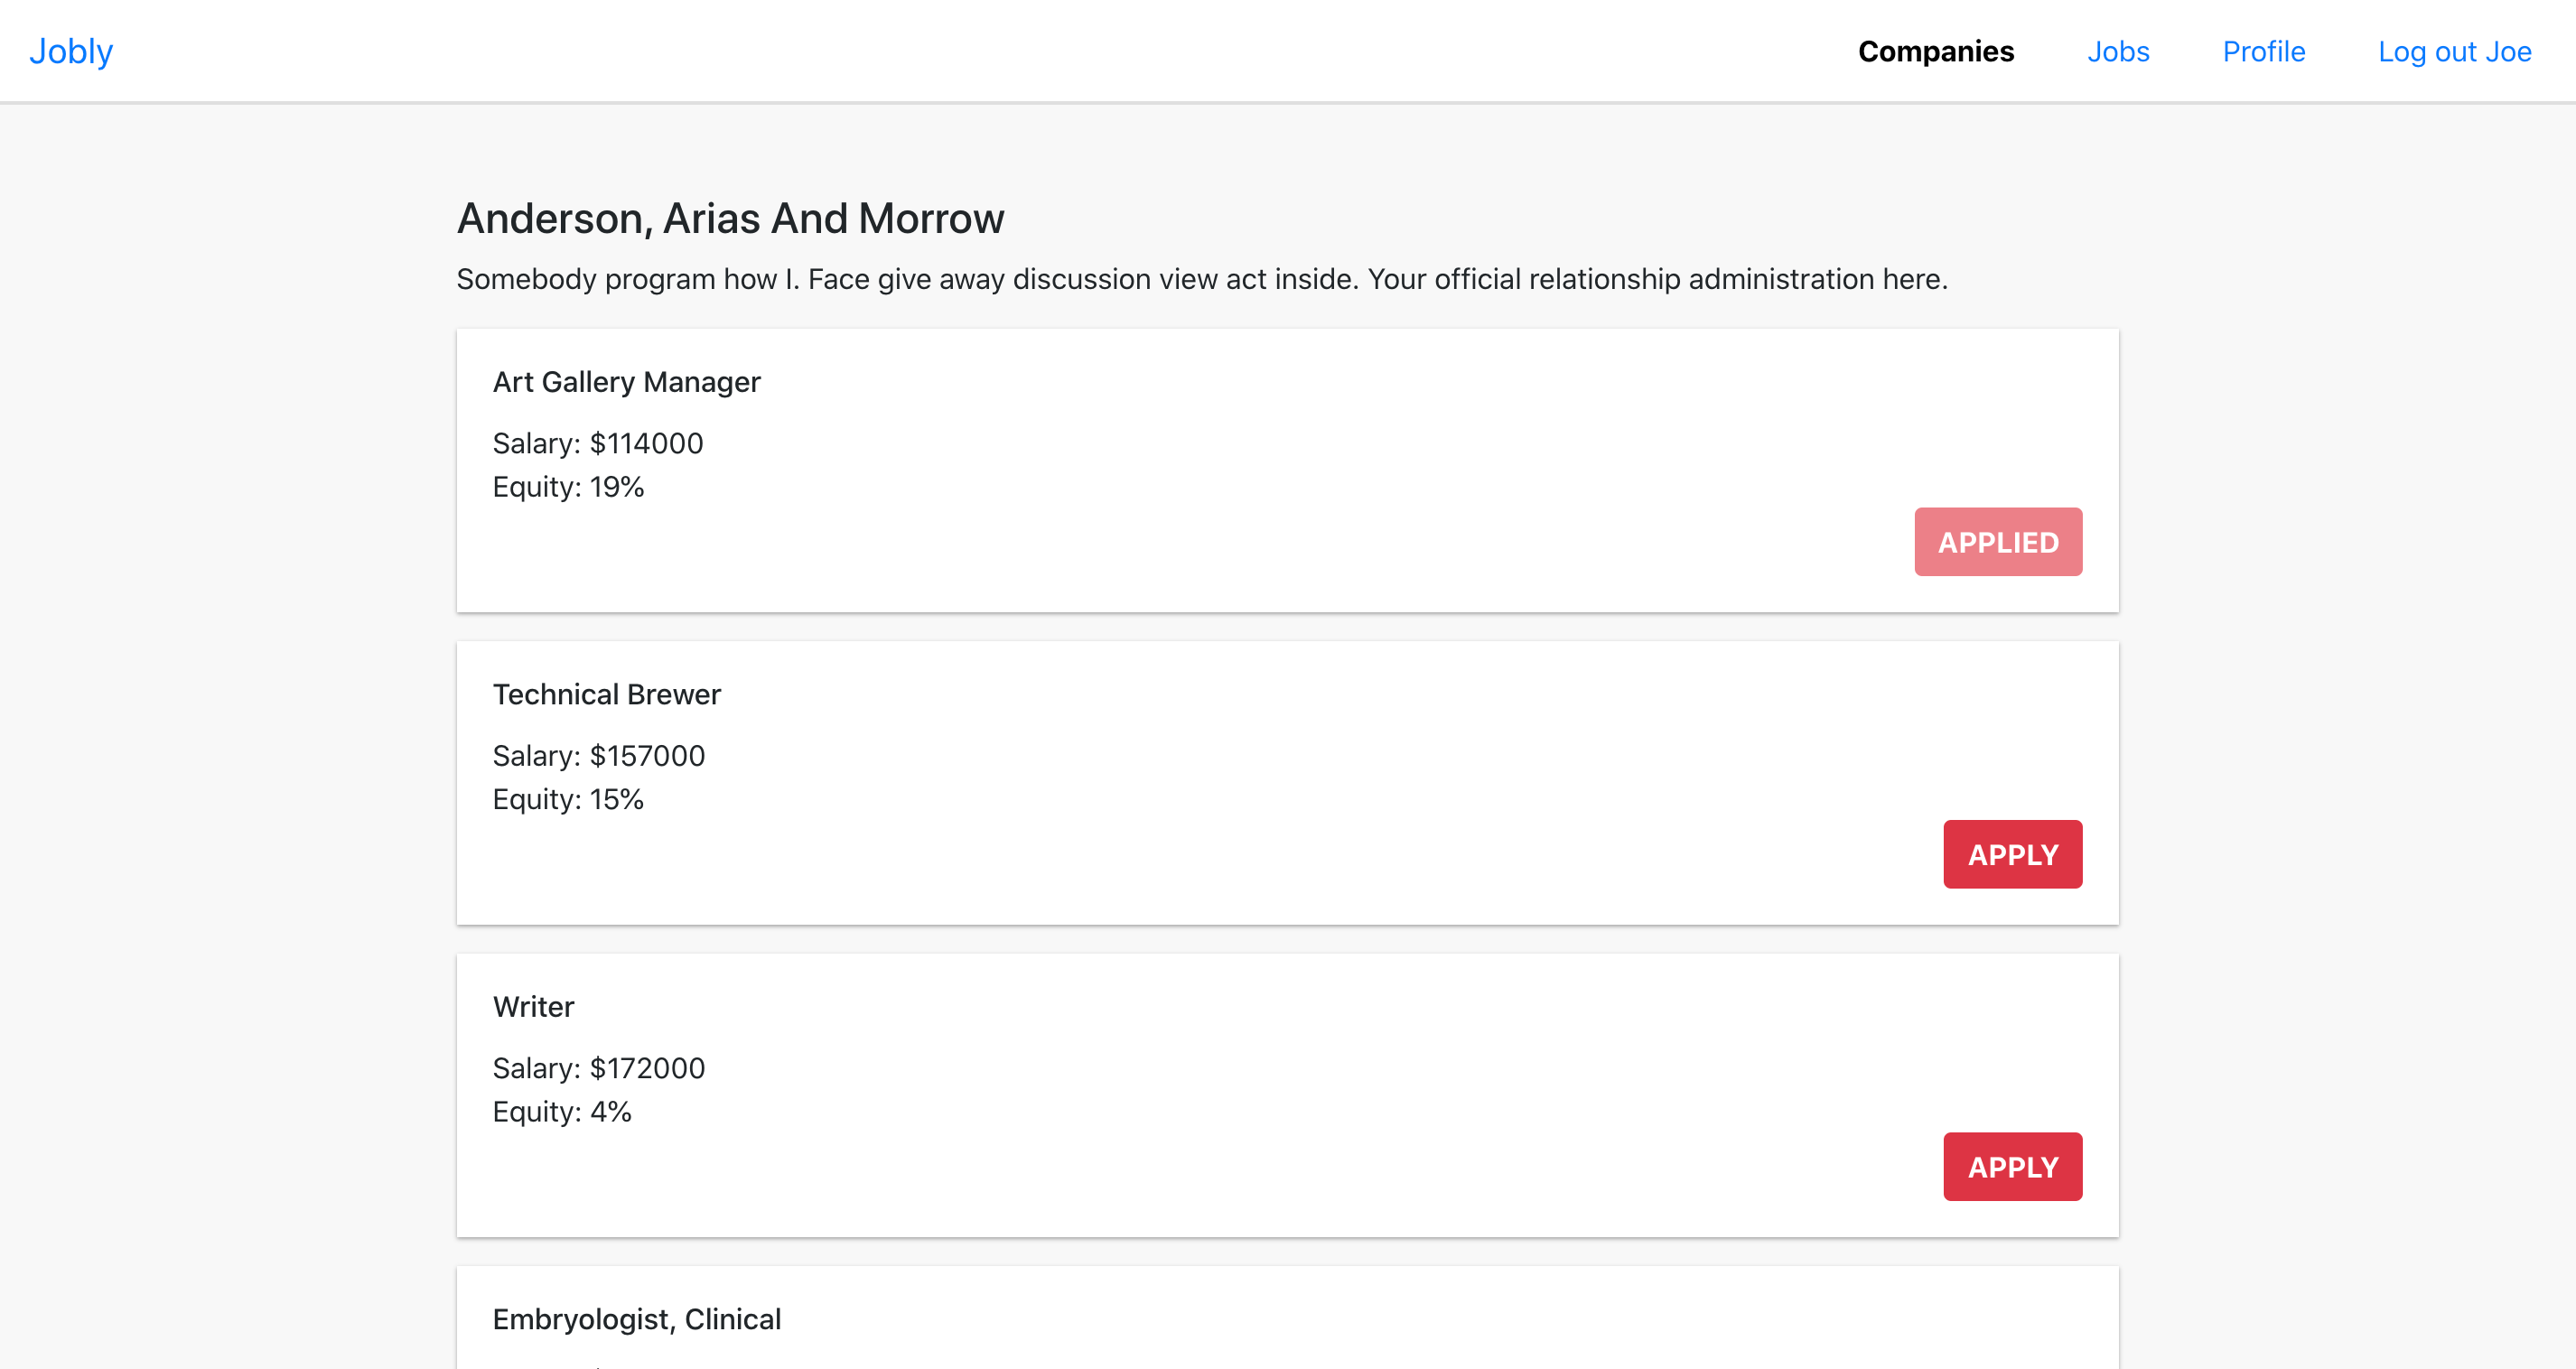 Jobly
Companies
Jobs
Profile
Log out Joe
Anderson, Arias And Morrow
Somebody program how I. Face give away discussion view act inside. Your official relationship administration here.
Art Gallery Manager
Salary: $114000
Equity: 19%
APPLIED
Technical Brewer
Salary: $157000
Equity: 15%
APPLY
Writer
Salary: $172000
Equity: 4%
APPLY
Embryologist, Clinical